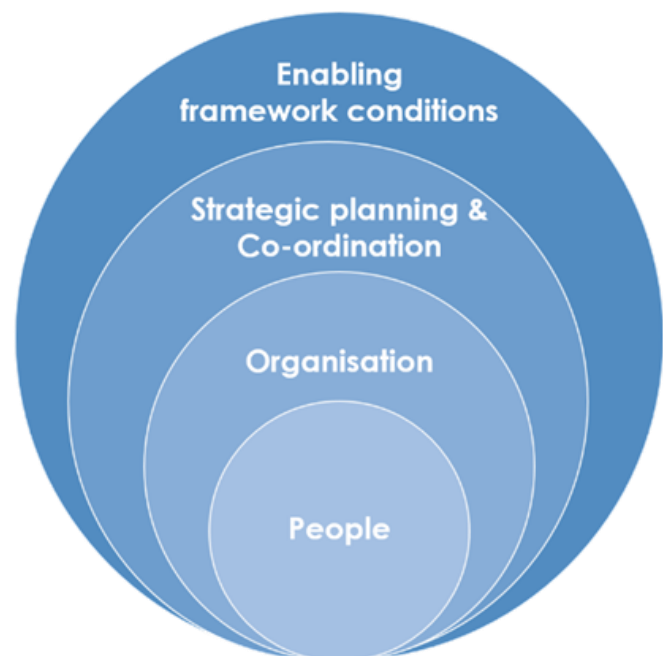 Enabling
framework conditions
Strategic planning &
Co-ordination
Organisation
People